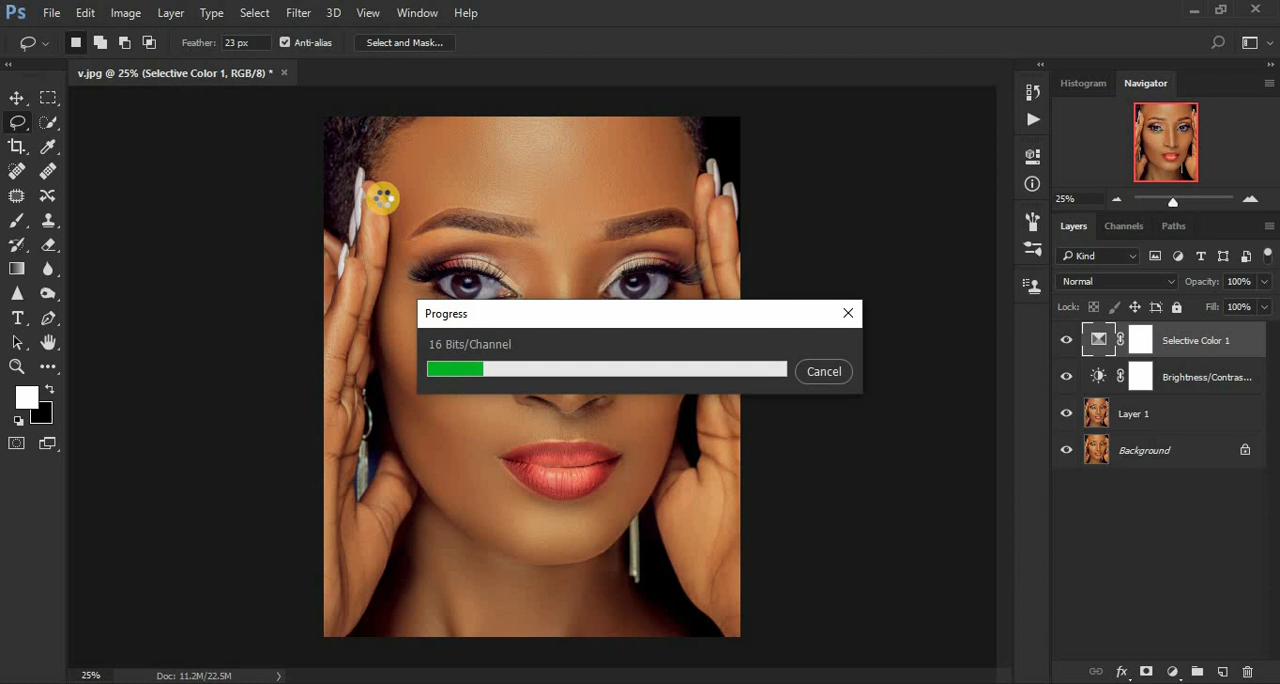 Ps File Edit Image Layer Type Select Filter 3D View Window Help
Feather: 23 px Anti-alias Select and Mask...
v.jpg @ 25% (Selective Color 1, RGB/8) * ×
Histogram Navigator
25%
Layers Channels Paths
Kind
Normal Opacity: 100%
Lock: Fill: 100%
Selective Color 1
Brightness/Contras...
Layer 1
Background
Progress
16 Bits/Channel
Cancel
25% Doc: 11.2M/22.5M